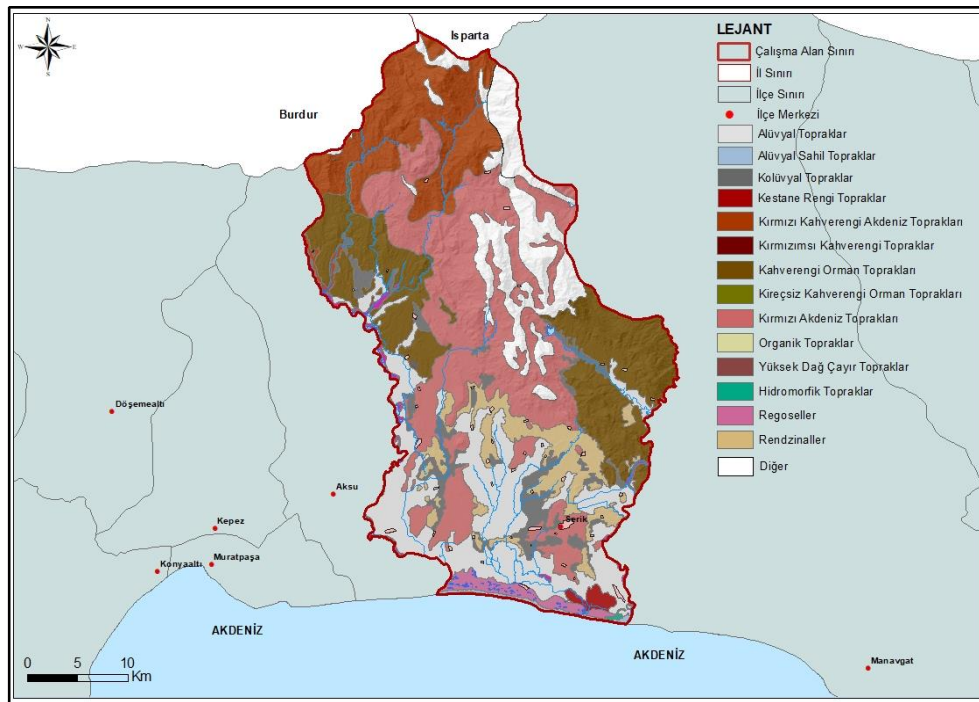 N
W
E
S
Isparta
Burdur
LEJANT
Çalışma Alan Sınırı
İl Sınırı
İlçe Sınırı
İlçe Merkezi
Alüvyal Topraklar
Alüvyal Sahil Topraklar
Kolüvyal Topraklar
Kestane Rengi Topraklar
Kırmızı Kahverengi Akdeniz Toprakları
Kırmızımsı Kahverengi Topraklar
Kahverengi Orman Toprakları
Kireçsiz Kahverengi Orman Toprakları
Kırmızı Akdeniz Toprakları
Organik Topraklar
Yüksek Dağ Çayır Topraklar
Hidromorfik Topraklar
Regoseller
Rendzinaller
Diğer
Döşemealtı
Aksu
Kepez
Muratpaşa
Konyaaltı
Serik
AKDENİZ
AKDENİZ
Manavgat
0 5 10
Km